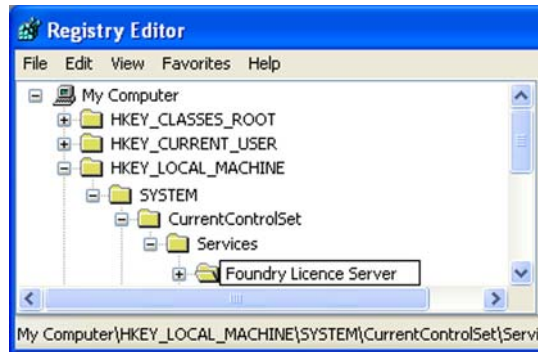 Registry Editor
File Edit View Favorites Help
My Computer
HKEY_CLASSES_ROOT
HKEY_CURRENT_USER
HKEY_LOCAL_MACHINE
SYSTEM
CurrentControlSet
Services
Foundry Licence Server
My Computer\HKEY_LOCAL_MACHINE\SYSTEM\CurrentControlSet\Servi